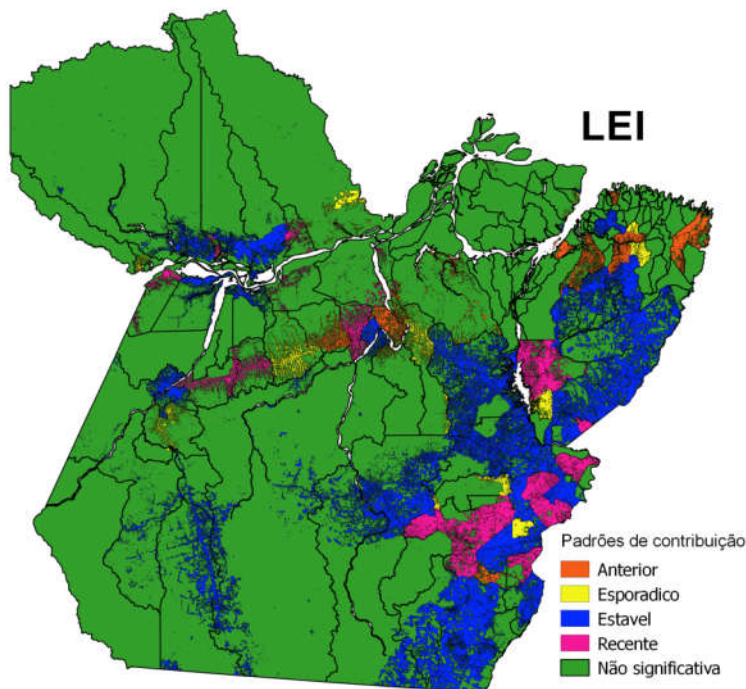 LEI
Padrões de contribuição
Anterior
Esporadico
Estavel
Recente
Não significativa